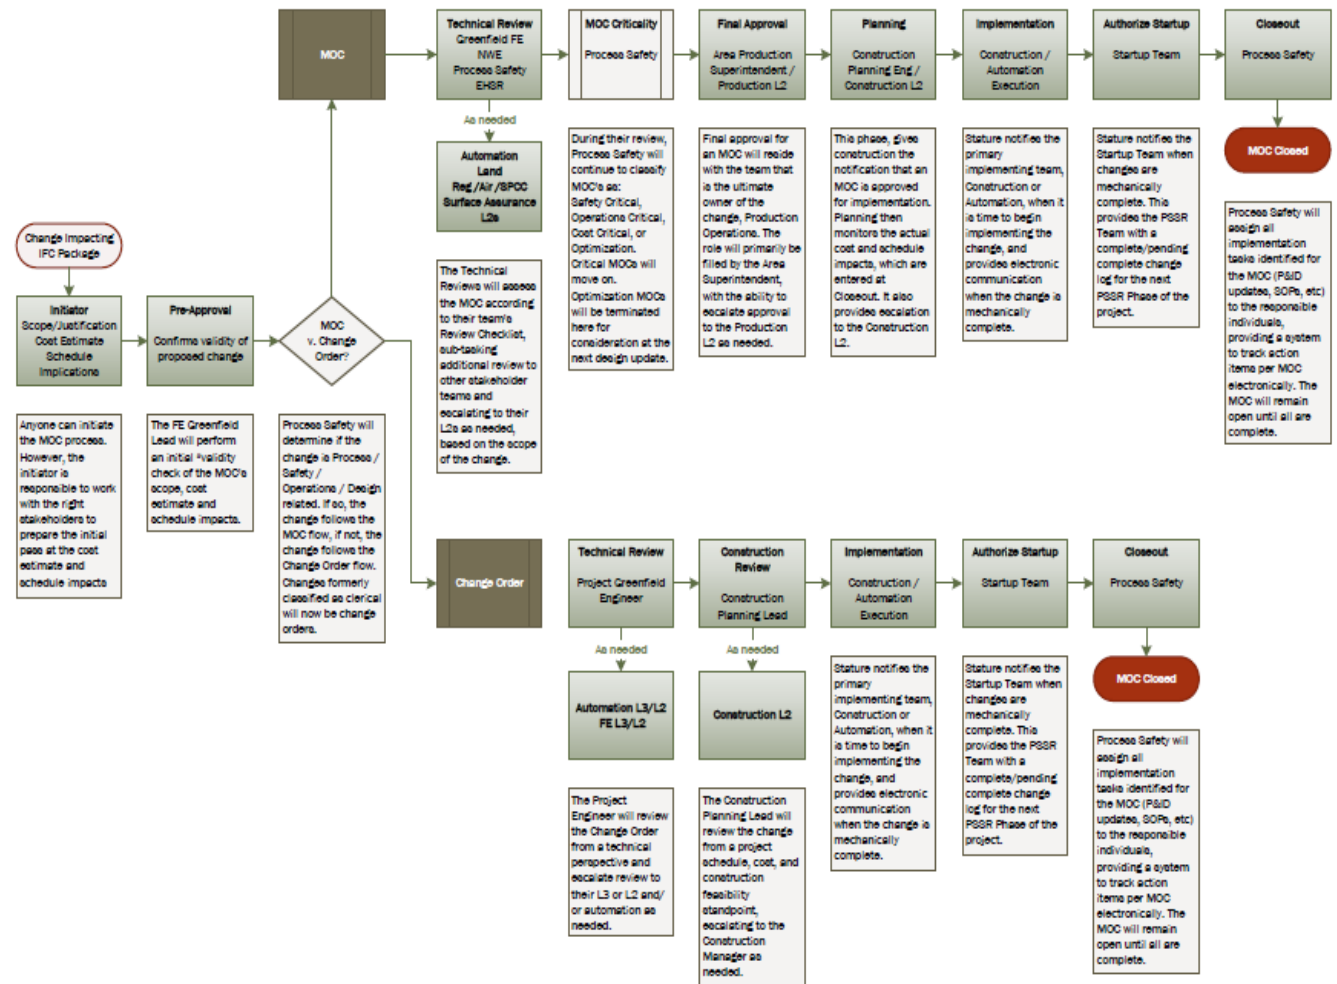 MOC
Technical Review
Greenfield FE
NWE
Process Safety
EHSR
MOC Criticality
Process Safety
Final Approval
Area Production
Superintendent /
Production L2
Planning
Construction
Planning Eng /
Construction L2
Implementation
Construction /
Automation
Execution
Authorize Startup
Startup Team
Closeout
Process Safety
As needed
Automation
Land
Reg /Air /SPCC
Surface Assurance
L2s
MOC Closed
During their review,
Process Safety will
continue to classify
MOC's as:
Safety Critical,
Operations Critical,
Cost Critical, or
Optimization.
Critical MOCs will
move on.
Optimization MOCs
will be terminated
here for
consideration at the
next design update.
Final approval for
an MOC will reside
with the team that
is the ultimate
owner of the
change, Production
Operations. The
role will primarily be
filled by the Area
Superintendent,
with the ability to
escalate approval
to the Production
L2 as needed.
This phase, gives
construction the
notification that an
MOC is approved
for implementation.
Planning then
monitors the actual
cost and schedule
impacts, which are
entered at
Closeout. It also
provides escalation
to the Construction
L2.
Stature notifies the
primary
implementing team,
Construction or
Automation, when it
is time to begin
implementing the
change, and
provides electronic
communication
when the change is
mechanically
complete.
Stature notifies the
Startup Team when
changes are
mechanically
complete. This
provides the PSSR
Team with a
complete/pending
complete change
log for the next
PSSR Phase of the
project.
Process Safety will
assign all
implementation
tasks identified for
the MOC (P&ID
updates, SOPs, etc)
to the responsible
individuals,
providing a system
to track action
items per MOC
electronically. The
MOC will remain
open until all are
complete.
Change Impacting
IFC Package
Initiator
Scope/Justification
Cost Estimate
Schedule
Implications
Pre-Approval
Confirms validity of
proposed change
MOC
v. Change
Order?
The Technical
Reviews will assess
the MOC according
to their team's
Review Checklist,
sub-tasking
additional review to
other stakeholder
teams and
escalating to their
L2s as needed,
based on the scope
of the change.
Anyone can initiate
the MOC process.
However, the
initiator is
responsible to work
with the right
stakeholders to
prepare the initial
pass at the cost
estimate and
schedule impacts
The FE Greenfield
Lead will perform
an initial "validity
check of the MOC's
scope, cost
estimate and
schedule impacts.
Process Safety will
determine if the
change is Process /
Safety /
Operations / Design
related. If so, the
change follows the
MOC flow, if not, the
change follows the
Change Order flow.
Changes formerly
classified as clerical
will now be change
orders.
Change Order
Technical Review
Project Greenfield
Engineer
Construction
Review
Construction
Planning Lead
Implementation
Construction /
Automation
Execution
Authorize Startup
Startup Team
Closeout
Process Safety
As needed
As needed
Automation L3/L2
FE L3/L2
Construction L2
MOC Closed
The Project
Engineer will review
the Change Order
from a technical
perspective and
escalate review to
their L3 or L2 and/
or automation as
needed.
The Construction
Planning Lead will
review the change
from a project
schedule, cost, and
construction
feasibility
standpoint,
escalating to the
Construction
Manager as
needed.
Stature notifies the
primary
implementing team,
Construction or
Automation, when it
is time to begin
implementing the
change, and
provides electronic
communication
when the change is
mechanically
complete.
Stature notifies the
Startup Team when
changes are
mechanically
complete. This
provides the PSSR
Team with a
complete/pending
complete change
log for the next
PSSR Phase of the
project.
Process Safety will
assign all
implementation
tasks identified for
the MOC (P&ID
updates, SOPs, etc)
to the responsible
individuals,
providing a system
to track action
items per MOC
electronically. The
MOC will remain
open until all are
complete.